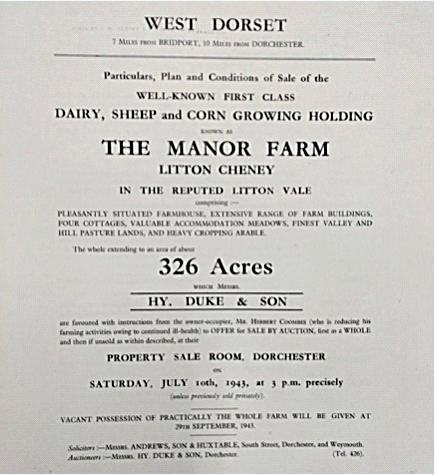 WEST DORSET
7 Miles from BRIDPORT, 10 Miles from DORCHESTER.
Particulars, Plan and Conditions of Sale of the
WELL-KNOWN FIRST CLASS
DAIRY, SHEEP and CORN GROWING HOLDING
KNOWN AS
THE MANOR FARM
LITTON CHENEY
IN THE REPUTED LITTON VALE
comprising :—
PLEASANTLY SITUATED FARMHOUSE, EXTENSIVE RANGE OF FARM BUILDINGS,
FOUR COTTAGES, VALUABLE ACCOMMODATION MEADOWS, FINEST VALLEY AND
HILL PASTURE LANDS, AND HEAVY CROPPING ARABLE.
The whole extending to an area of about
326 Acres
which Messrs.
HY. DUKE & SON
are favoured with instructions from the owner-occupier, Mr. Herbert Coombes (who is reducing his
farming activities owing to continued ill-health) to OFFER for SALE BY AUCTION, first as a WHOLE
and then if unsold as within described, at their
PROPERTY SALE ROOM, DORCHESTER
on
SATURDAY, JULY 10th, 1943, at 3 p.m. precisely
(unless previously sold privately).
VACANT POSSESSION OF PRACTICALLY THE WHOLE FARM WILL BE GIVEN AT
29TH SEPTEMBER, 1943.
Solicitors :—Messrs. ANDREWS, SON & HUXTABLE, South Street, Dorchester, and Weymouth.
Auctioneers :—Messrs. HY. DUKE & SON, Dorchester. (Tel. 426).